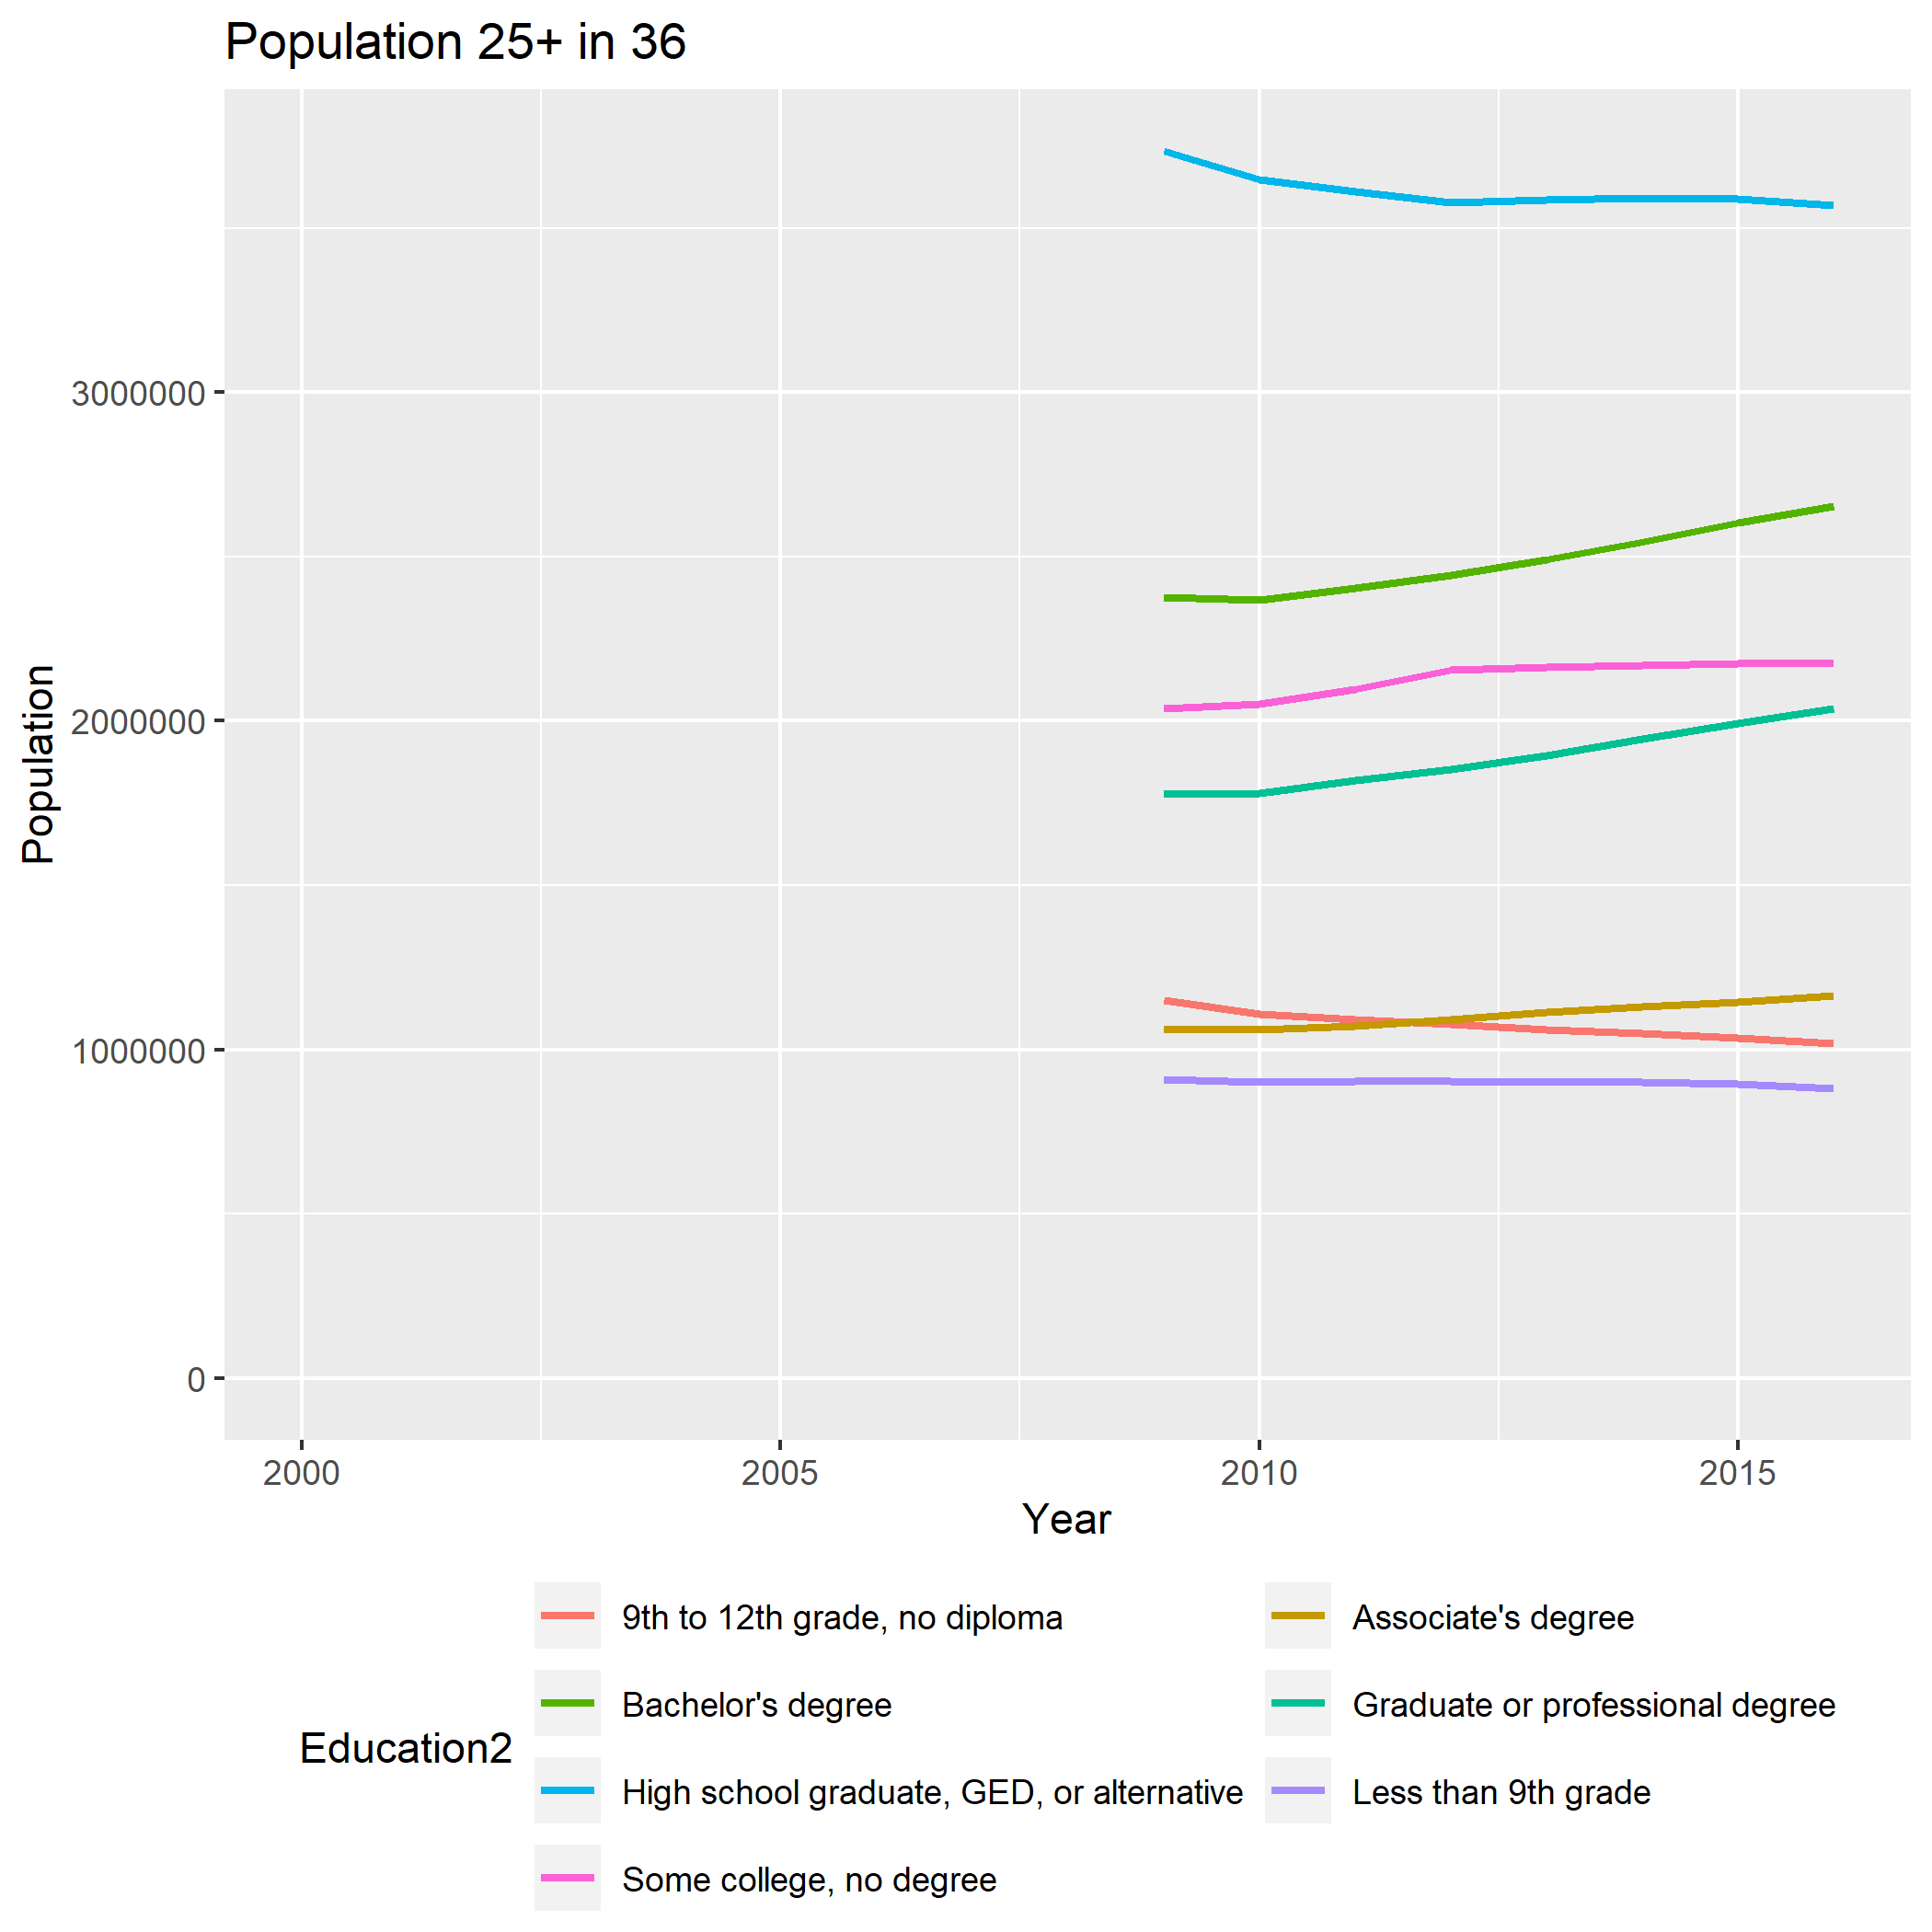 Population 25+ in 36
Population
3000000
2000000
1000000
0
2000 2005 2010 2015
Year
Education2
9th to 12th grade, no diploma
Associate's degree
Bachelor's degree
Graduate or professional degree
High school graduate, GED, or alternative
Less than 9th grade
Some college, no degree